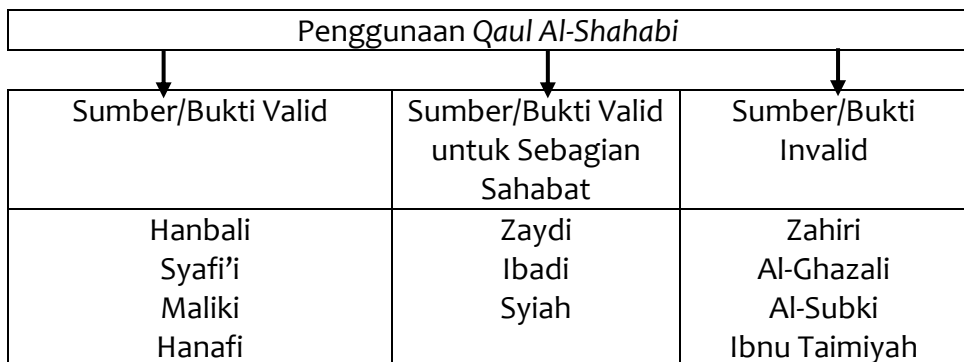 Penggunaan Qaul Al-Shahabi
Sumber/Bukti Valid
Sumber/Bukti Valid
untuk Sebagian
Sahabat
Sumber/Bukti
Invalid
Hanbali
Syafi’i
Maliki
Hanafi
Zaydi
Ibadi
Syiah
Zahiri
Al-Ghazali
Al-Subki
Ibnu Taimiyah